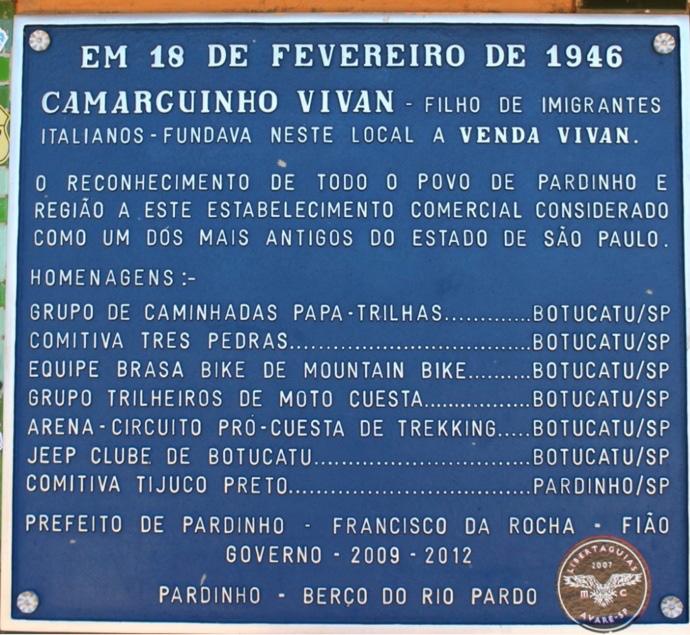 EM 18 DE FEVEREIRO DE 1946
CAMARGUINHO VIVAN - FILHO DE IMIGRANTES
ITALIANOS - FUNDAVA NESTE LOCAL A VENDA VIVAN.
O RECONHECIMENTO DE TODO O POVO DE PARDINHO E
REGIÃO A ESTE ESTABELECIMENTO COMERCIAL CONSIDERADO
COMO UM DOS MAIS ANTIGOS DO ESTADO DE SÃO PAULO.
HOMENAGENS:-
GRUPO DE CAMINHADAS PAPA-TRILHAS.............BOTUCATU/SP
COMITIVA TRES PEDRAS....................................BOTUCATU/SP
EQUIPE BRASA BIKE DE MOUNTAIN BIKE..........BOTUCATU/SP
GRUPO TRILHEIROS DE MOTO CUESTA...............BOTUCATU/SP
ARENA-CIRCUITO PRÓ-CUESTA DE TREKKING.....BOTUCATU/SP
JEEP CLUBE DE BOTUCATU................................BOTUCATU/SP
COMITIVA TIJUCO PRETO...................................PARDINHO/SP
PREFEITO DE PARDINHO - FRANCISCO DA ROCHA - FIÃO
GOVERNO - 2009 - 2012
PARDINHO - BERÇO DO RIO PARDO
LIBERTAGUIAS
2007
M C
AVARE-SP